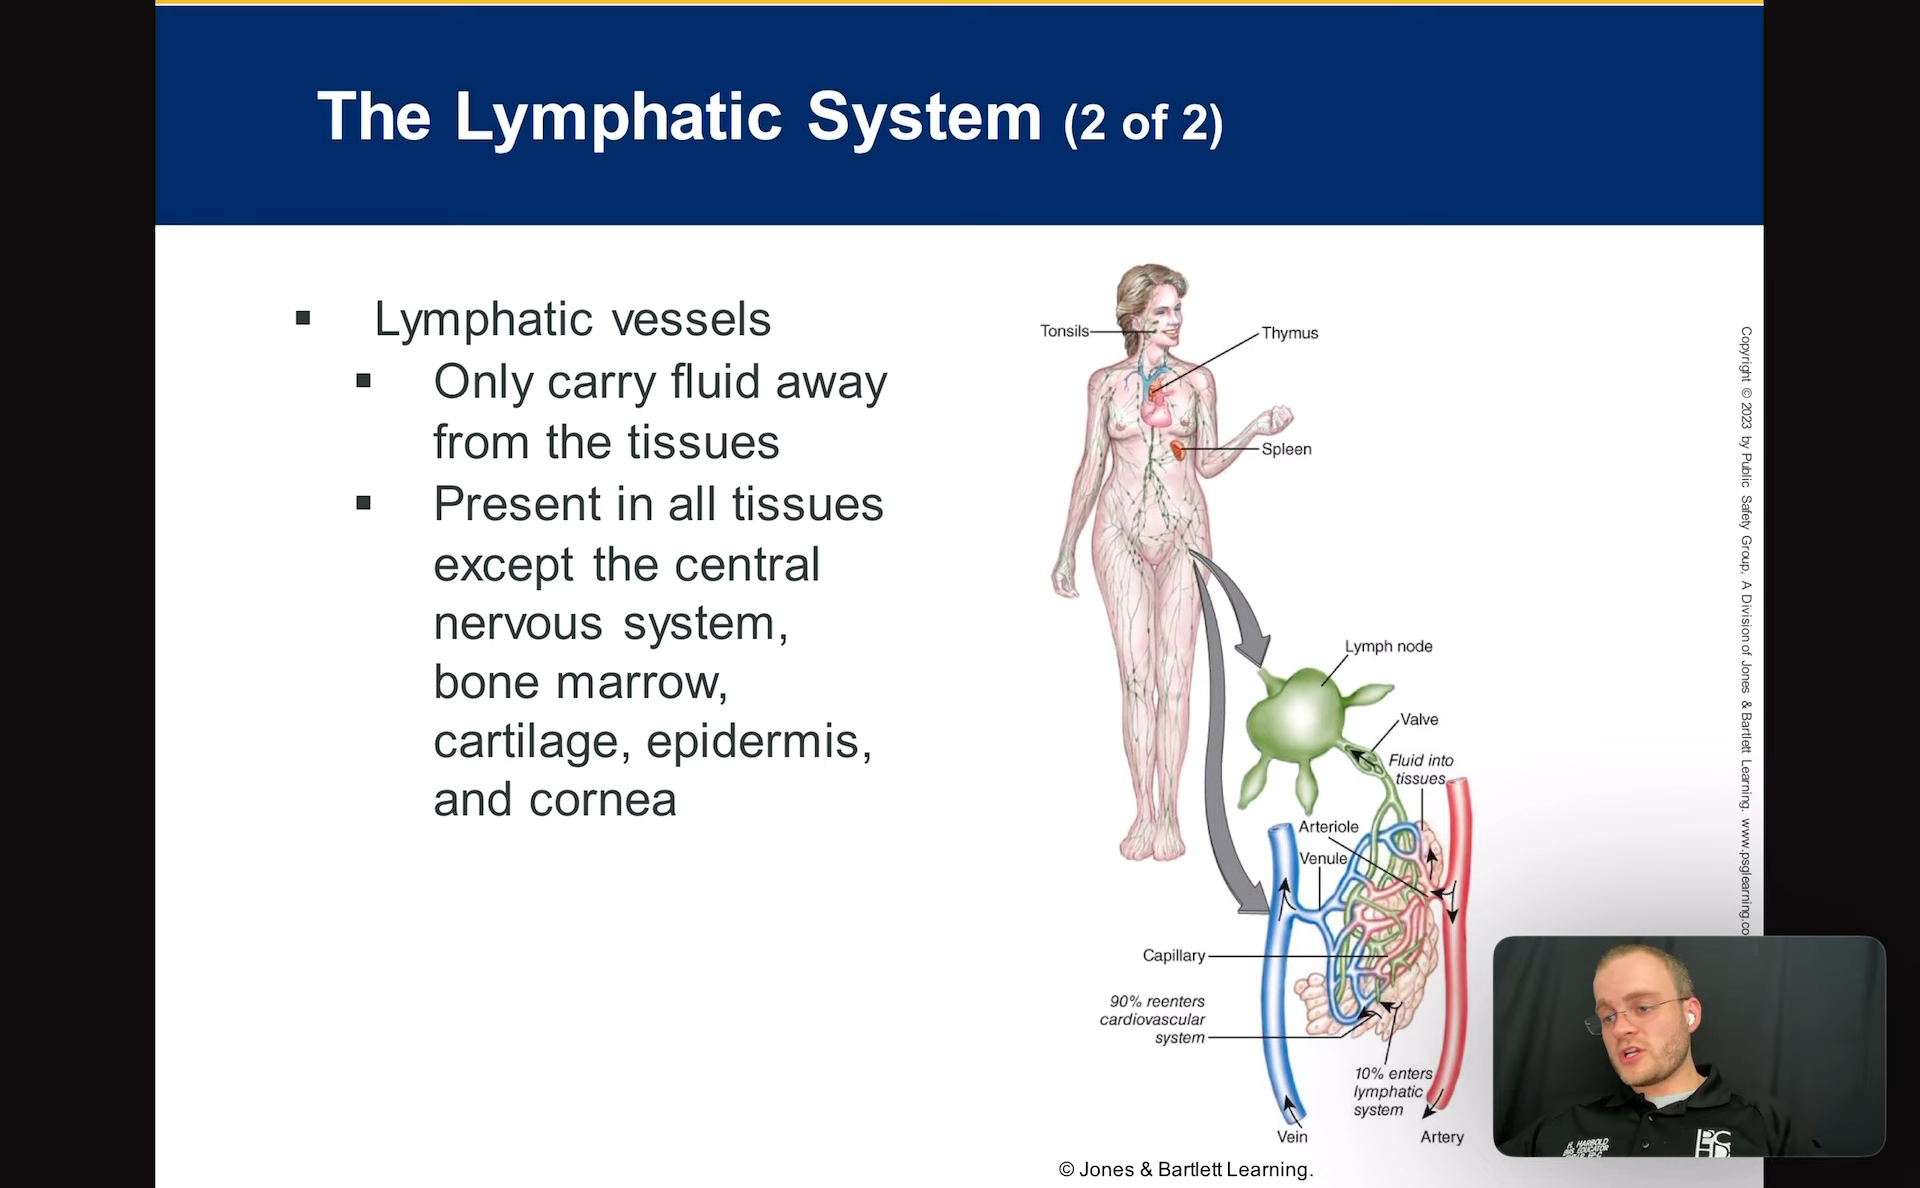 The Lymphatic System (2 of 2)
▪ Lymphatic vessels
▪ Only carry fluid away
from the tissues
▪ Present in all tissues
except the central
nervous system,
bone marrow,
cartilage, epidermis,
and cornea
Tonsils
Thymus
Spleen
Lymph node
Valve
Fluid into
tissues
Arteriole
Venule
Capillary
90% reenters
cardiovascular
system
10% enters
lymphatic
system
Vein
Artery
© Jones & Bartlett Learning.
Copyright © 2023 by Public Safety Group, A Division of Jones & Bartlett Learning. www.psglearning.co
H. HARBOLD